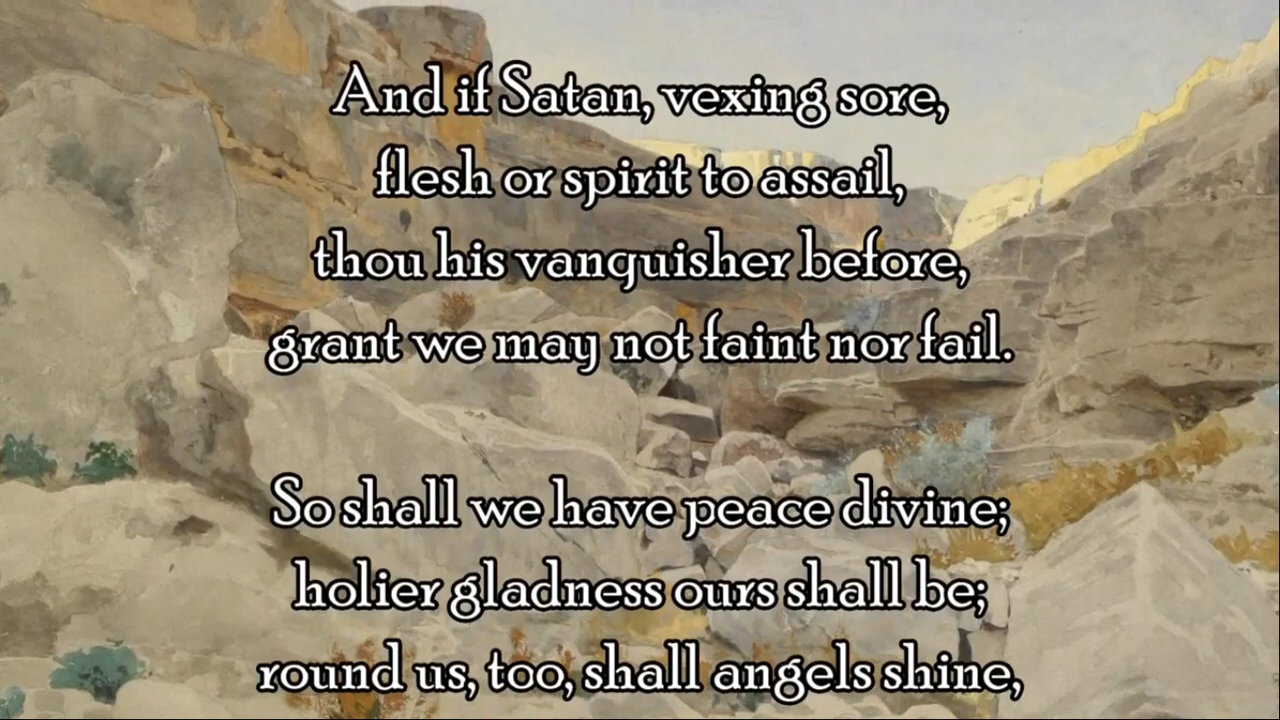 And if Satan, vexing sore,
flesh or spirit to assail,
thou his vanquisher before,
grant we may not faint nor fail.
So shall we have peace divine;
holier gladness ours shall be;
round us, too, shall angels shine,